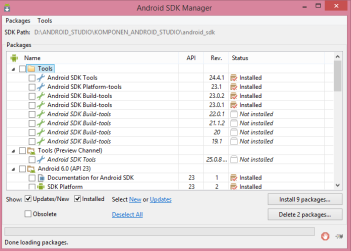 Android SDK Manager
Packages Tools
SDK Path: D:\ANDROID_STUDIO\KOMPONEN_ANDROID_STUDIO\android_sdk
Packages
Name API Rev. Status
Tools
Android SDK Tools 24.4.1 Installed
Android SDK Platform-tools 23.1 Installed
Android SDK Build-tools 23.0.2 Installed
Android SDK Build-tools 23.0.1 Installed
Android SDK Build-tools 22.0.1 Not installed
Android SDK Build-tools 21.1.2 Not installed
Android SDK Build-tools 20 Not installed
Android SDK Build-tools 19.1 Not installed
Tools (Preview Channel)
Android SDK Tools 25.0.8... Not installed
Android 6.0 (API 23)
Documentation for Android SDK 23 1 Installed
SDK Platform 23 2 Installed
Show: Updates/New Installed Select New or Updates Install 9 packages...
Obsolete Deselect All Delete 2 packages...
Done loading packages.